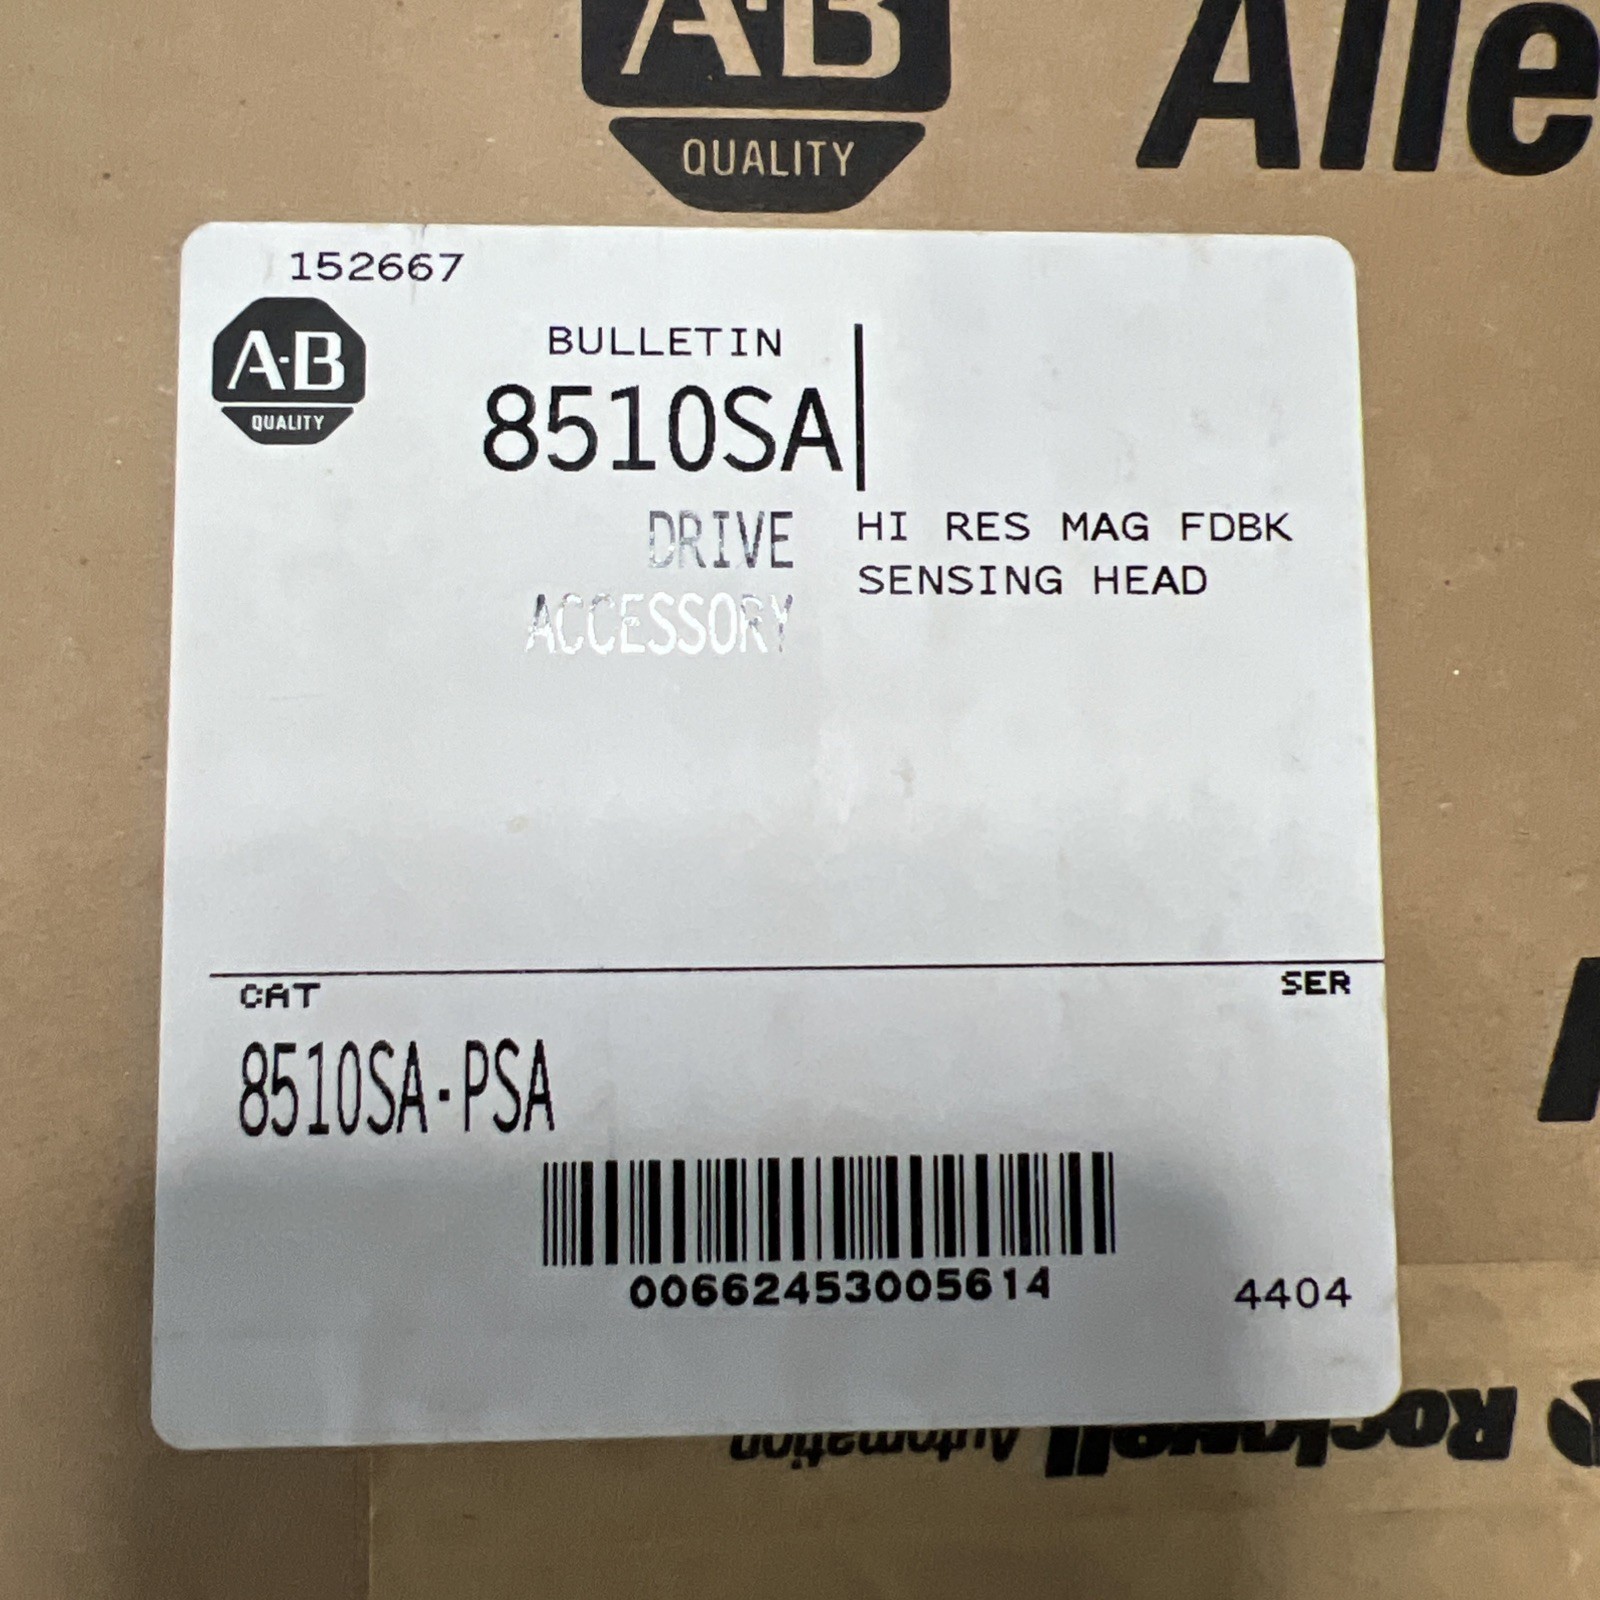 A-B
QUALITY
Alle
152667
A-B
QUALITY
BULLETIN
8510SA
DRIVE
ACCESSORY
HI RES MAG FDBK
SENSING HEAD
CAT
SER
8510SA-PSA
00662453005614
4404
Rockwell Automation